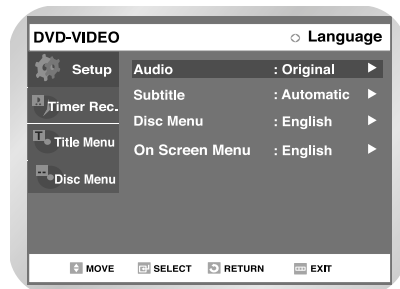 DVD-VIDEO Language
Setup
Timer Rec.
Title Menu
Disc Menu
Audio : Original
Subtitle : Automatic
Disc Menu : English
On Screen Menu : English
MOVE SELECT RETURN EXIT